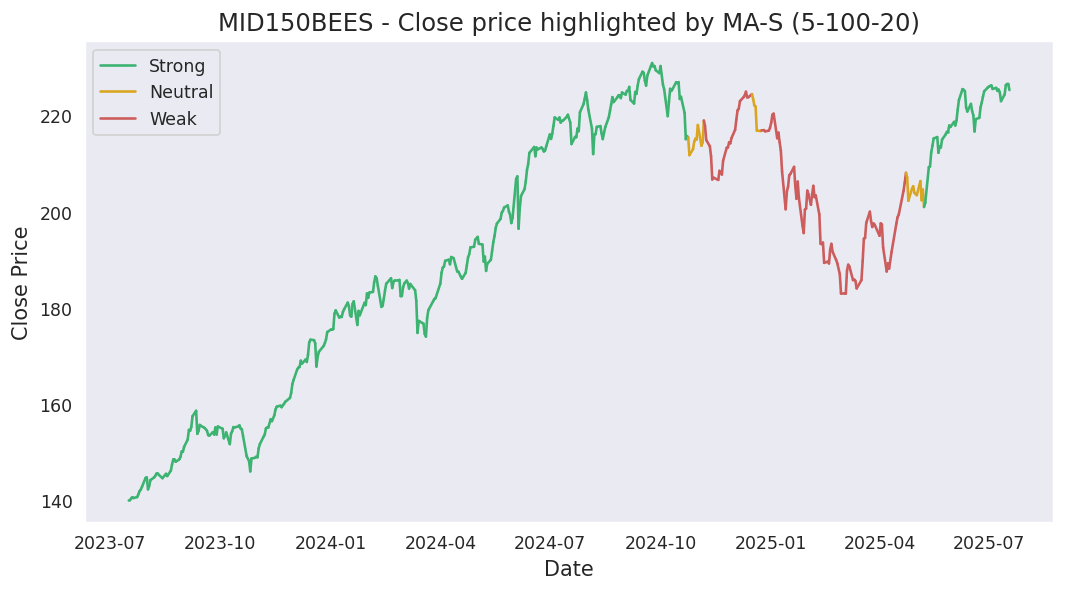 MID150BEES - Close price highlighted by MA-S (5-100-20)
Strong
Neutral
Weak
Close Price
220
200
180
160
140
2023-07 2023-10 2024-01 2024-04 2024-07 2024-10 2025-01 2025-04 2025-07
Date